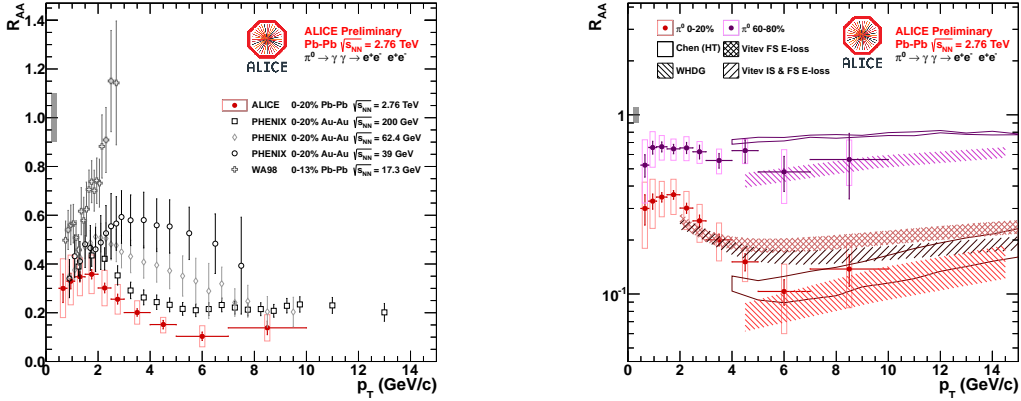 R_AA
1.4
1.2
1.0
0.8
0.6
0.4
0.2
0.0
0 2 4 6 8 10 12 14
p_T (GeV/c)
ALICE
ALICE Preliminary
Pb-Pb √s_NN = 2.76 TeV
π⁰ → γ γ → e⁺e⁻ e⁺e⁻
ALICE 0-20% Pb-Pb √s_NN = 2.76 TeV
PHENIX 0-20% Au-Au √s_NN = 200 GeV
PHENIX 0-20% Au-Au √s_NN = 62.4 GeV
PHENIX 0-20% Au-Au √s_NN = 39 GeV
WA98 0-13% Pb-Pb √s_NN = 17.3 GeV
R_AA
1
10⁻¹
0 2 4 6 8 10 12 14
p_T (GeV/c)
π⁰ 0-20% π⁰ 60-80%
Chen (HT) Vitev FS E-loss
WHDG Vitev IS & FS E-loss
ALICE
ALICE Preliminary
Pb-Pb √s_NN = 2.76 TeV
π⁰ → γ γ → e⁺e⁻ e⁺e⁻